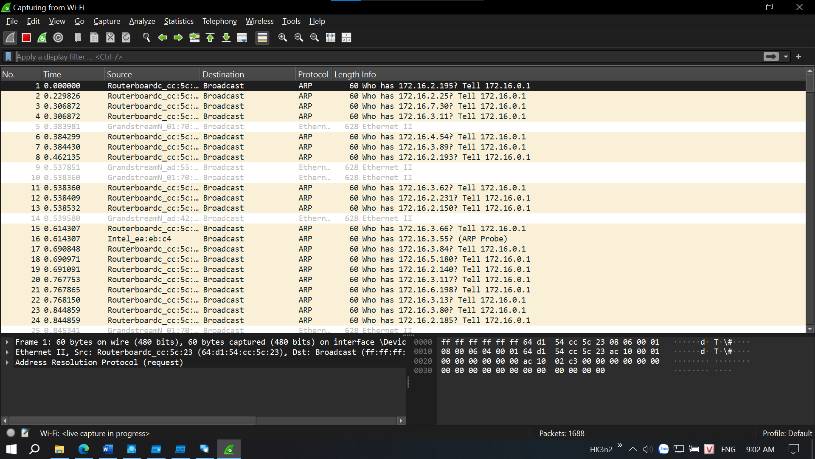 Capturing from Wi-Fi
File Edit View Go Capture Analyze Statistics Telephony Wireless Tools Help
Apply a display filter ... <Ctrl-/>
No. Time Source Destination Protocol Length Info
1 0.000000 Routerboardc_cc:5c:… Broadcast ARP 60 Who has 172.16.2.195? Tell 172.16.0.1
2 0.229826 Routerboardc_cc:5c:… Broadcast ARP 60 Who has 172.16.2.25? Tell 172.16.0.1
3 0.306872 Routerboardc_cc:5c:… Broadcast ARP 60 Who has 172.16.7.30? Tell 172.16.0.1
4 0.306872 Routerboardc_cc:5c:… Broadcast ARP 60 Who has 172.16.3.11? Tell 172.16.0.1
5 0.383981 GrandstreamN_01:70:… Broadcast Ethern… 628 Ethernet II
6 0.384299 Routerboardc_cc:5c:… Broadcast ARP 60 Who has 172.16.4.54? Tell 172.16.0.1
7 0.384430 Routerboardc_cc:5c:… Broadcast ARP 60 Who has 172.16.3.89? Tell 172.16.0.1
8 0.462135 Routerboardc_cc:5c:… Broadcast ARP 60 Who has 172.16.2.193? Tell 172.16.0.1
9 0.537851 GrandstreamN_ad:55:… Broadcast Ethern… 628 Ethernet II
10 0.538360 GrandstreamN_01:70:… Broadcast Ethern… 628 Ethernet II
11 0.538360 Routerboardc_cc:5c:… Broadcast ARP 60 Who has 172.16.3.62? Tell 172.16.0.1
12 0.538409 Routerboardc_cc:5c:… Broadcast ARP 60 Who has 172.16.2.231? Tell 172.16.0.1
13 0.538532 Routerboardc_cc:5c:… Broadcast ARP 60 Who has 172.16.2.150? Tell 172.16.0.1
14 0.539580 GrandstreamN_ad:42:… Broadcast Ethern… 628 Ethernet II
15 0.614307 Routerboardc_cc:5c:… Broadcast ARP 60 Who has 172.16.3.66? Tell 172.16.0.1
16 0.614307 Intel_ea:eb:c4 Broadcast ARP 60 Who has 172.16.3.55? (ARP Probe)
17 0.690848 Routerboardc_cc:5c:… Broadcast ARP 60 Who has 172.16.3.84? Tell 172.16.0.1
18 0.690971 Routerboardc_cc:5c:… Broadcast ARP 60 Who has 172.16.5.180? Tell 172.16.0.1
19 0.691091 Routerboardc_cc:5c:… Broadcast ARP 60 Who has 172.16.2.140? Tell 172.16.0.1
20 0.767753 Routerboardc_cc:5c:… Broadcast ARP 60 Who has 172.16.3.117? Tell 172.16.0.1
21 0.767865 Routerboardc_cc:5c:… Broadcast ARP 60 Who has 172.16.6.198? Tell 172.16.0.1
22 0.768150 Routerboardc_cc:5c:… Broadcast ARP 60 Who has 172.16.3.13? Tell 172.16.0.1
23 0.844859 Routerboardc_cc:5c:… Broadcast ARP 60 Who has 172.16.3.80? Tell 172.16.0.1
24 0.844859 Routerboardc_cc:5c:… Broadcast ARP 60 Who has 172.16.2.185? Tell 172.16.0.1
25 0.845341 GrandstreamN_01:70:… Broadcast Ethern… 628 Ethernet II
Frame 1: 60 bytes on wire (480 bits), 60 bytes captured (480 bits) on interface \Devic
Ethernet II, Src: Routerboardc_cc:5c:23 (64:d1:54:cc:5c:23), Dst: Broadcast (ff:ff:ff:
Address Resolution Protocol (request)
0000 ff ff ff ff ff ff 64 d1 54 cc 5c 23 08 06 00 01 ······d· T·\#····
0010 08 00 06 04 00 01 64 d1 54 cc 5c 23 ac 10 00 01 ······d· T·\#····
0020 00 00 00 00 00 00 ac 10 02 c3 00 00 00 00 00 00 ········ ········
0030 00 00 00 00 00 00 00 00 00 00 00 00 ········ ····
Wi-Fi: <live capture in progress> Packets: 1688 Profile: Default
HK3n2 » ENG 9:02 AM